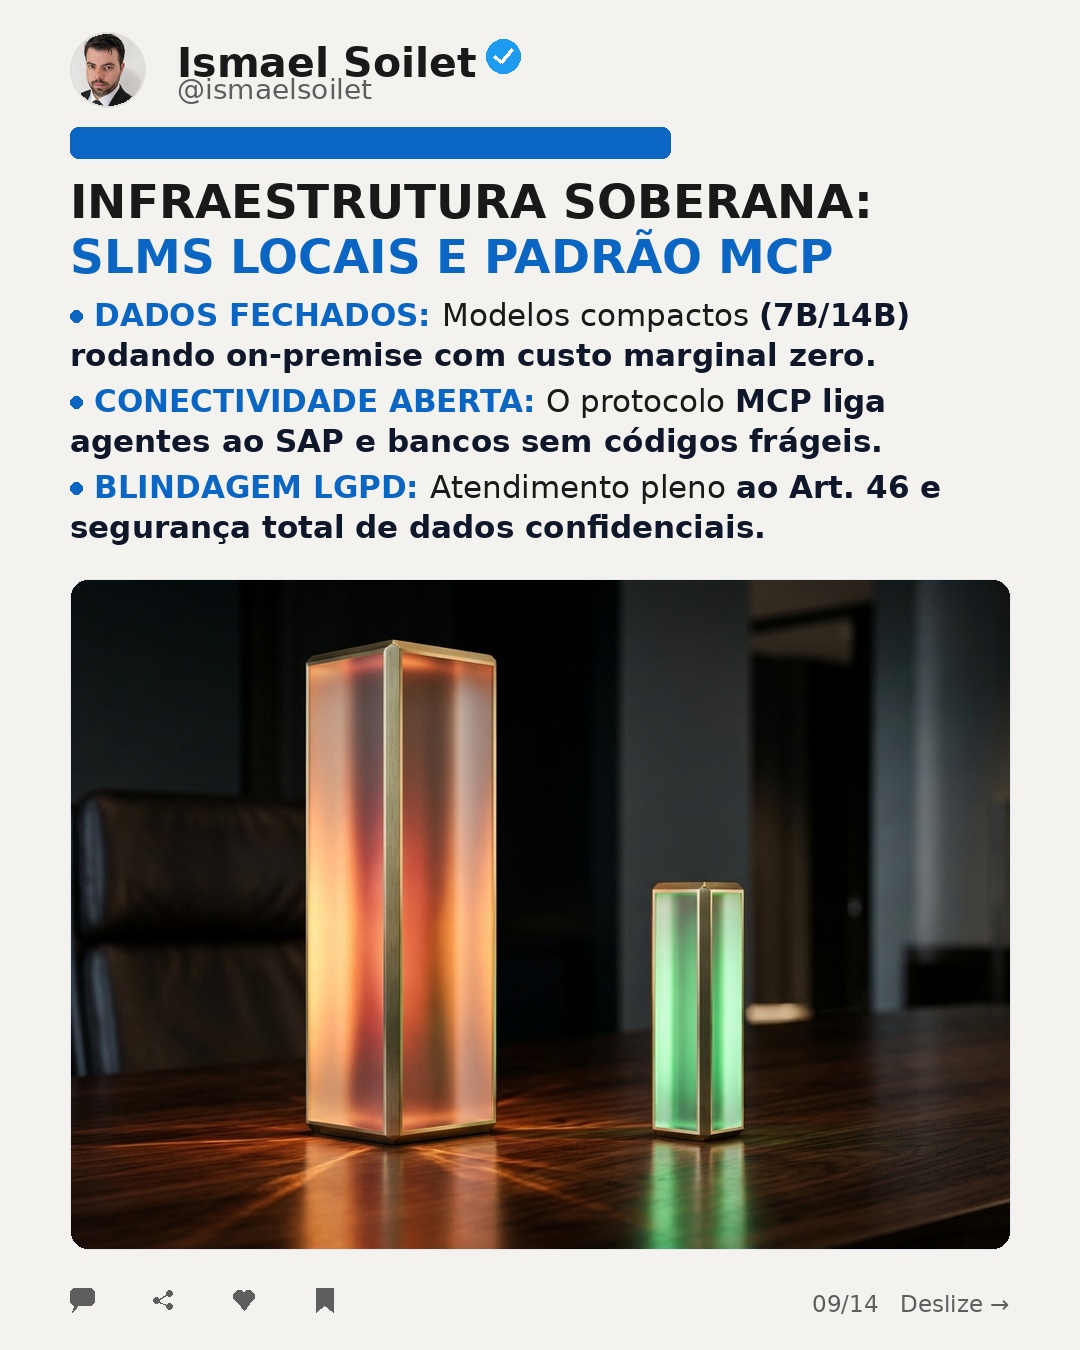 Ismael Soilet
@ismaelsoilet
INFRAESTRUTURA SOBERANA:
SLMS LOCAIS E PADRÃO MCP
• DADOS FECHADOS: Modelos compactos (7B/14B)
rodando on-premise com custo marginal zero.
• CONECTIVIDADE ABERTA: O protocolo MCP liga
agentes ao SAP e bancos sem códigos frágeis.
• BLINDAGEM LGPD: Atendimento pleno ao Art. 46 e
segurança total de dados confidenciais.
09/14 Deslize →